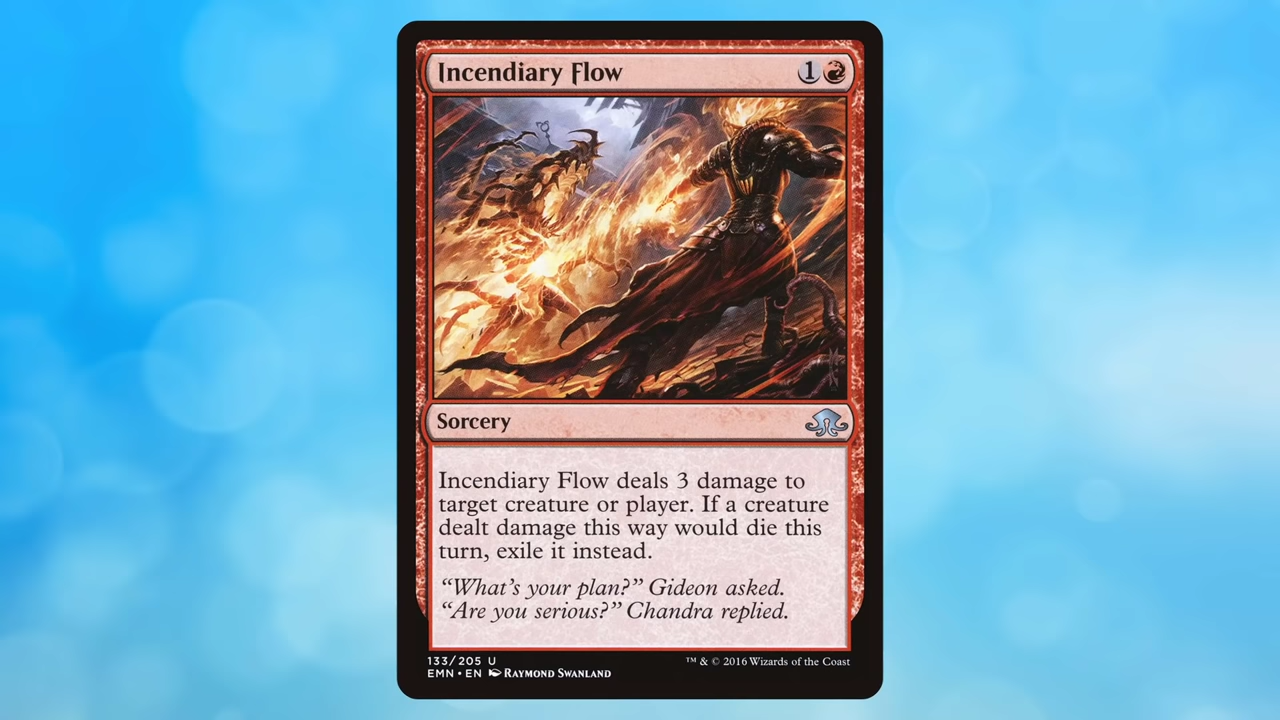 Incendiary Flow 1
Sorcery
Incendiary Flow deals 3 damage to
target creature or player. If a creature
dealt damage this way would die this
turn, exile it instead.
“What’s your plan?” Gideon asked.
“Are you serious?” Chandra replied.
133/205 U ™ & © 2016 Wizards of the Coast
EMN • EN Raymond Swanland